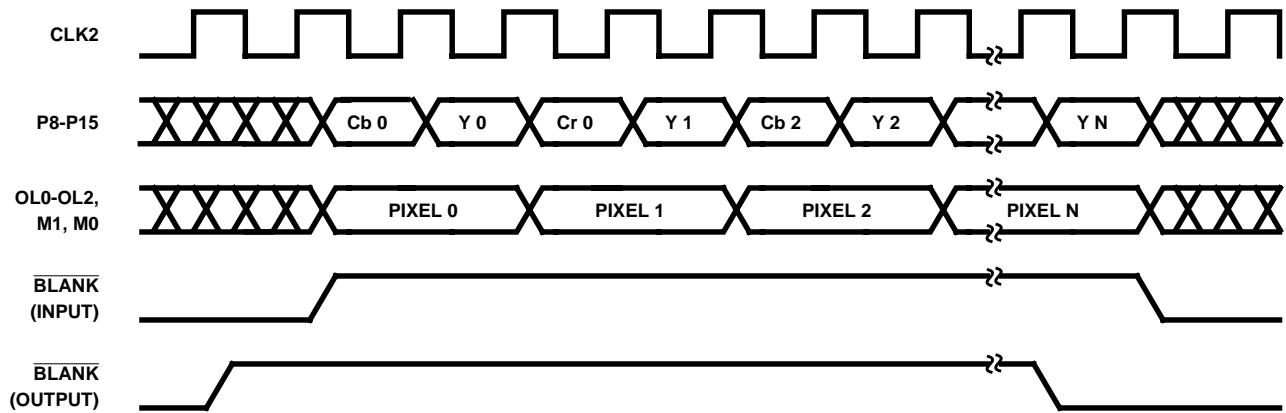 CLK2
P8-P15
Cb 0 Y 0 Cr 0 Y 1 Cb 2 Y 2 Y N
OL0-OL2,
M1, M0
PIXEL 0 PIXEL 1 PIXEL 2 PIXEL N
BLANK
(INPUT)
BLANK
(OUTPUT)